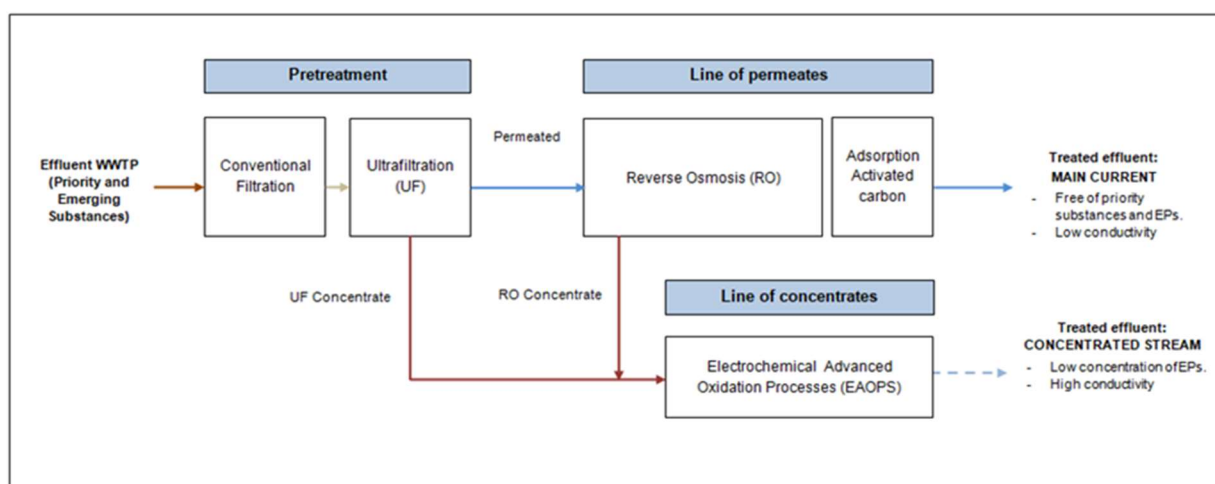 Pretreatment
Line of permeates
Effluent WWTP
(Priority and
Emerging
Substances)
Conventional
Filtration
Ultrafiltration
(UF)
Permeated
Reverse Osmosis (RO)
Adsorption
Activated
carbon
Treated effluent:
MAIN CURRENT
- Free of priority
substances and EPs.
- Low conductivity
UF Concentrate
RO Concentrate
Line of concentrates
Electrochemical Advanced
Oxidation Processes (EAOPS)
Treated effluent:
CONCENTRATED STREAM
- Low concentration of EPs.
- High conductivity